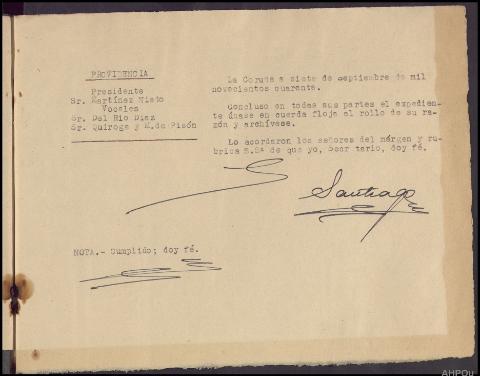 PROVIDENCIA
Presidente
Sr. Martínez Nieto
Vocales
Sr. Del Rio Diaz
Sr. Quiroga y M. de Pisón
La Coruña a siete de septiembre de mil
novecientos cuarenta.
Concluso en todas sus partes el expedien-
te únase en cuerda floja el rollo de su ra-
zón y archívese.
Lo acordaron los señores del márgen y ru-
brica S.Sª de que yo, Secretario, doy fé.
Santiago
NOTA.- Cumplido; doy fé.
AHPOu